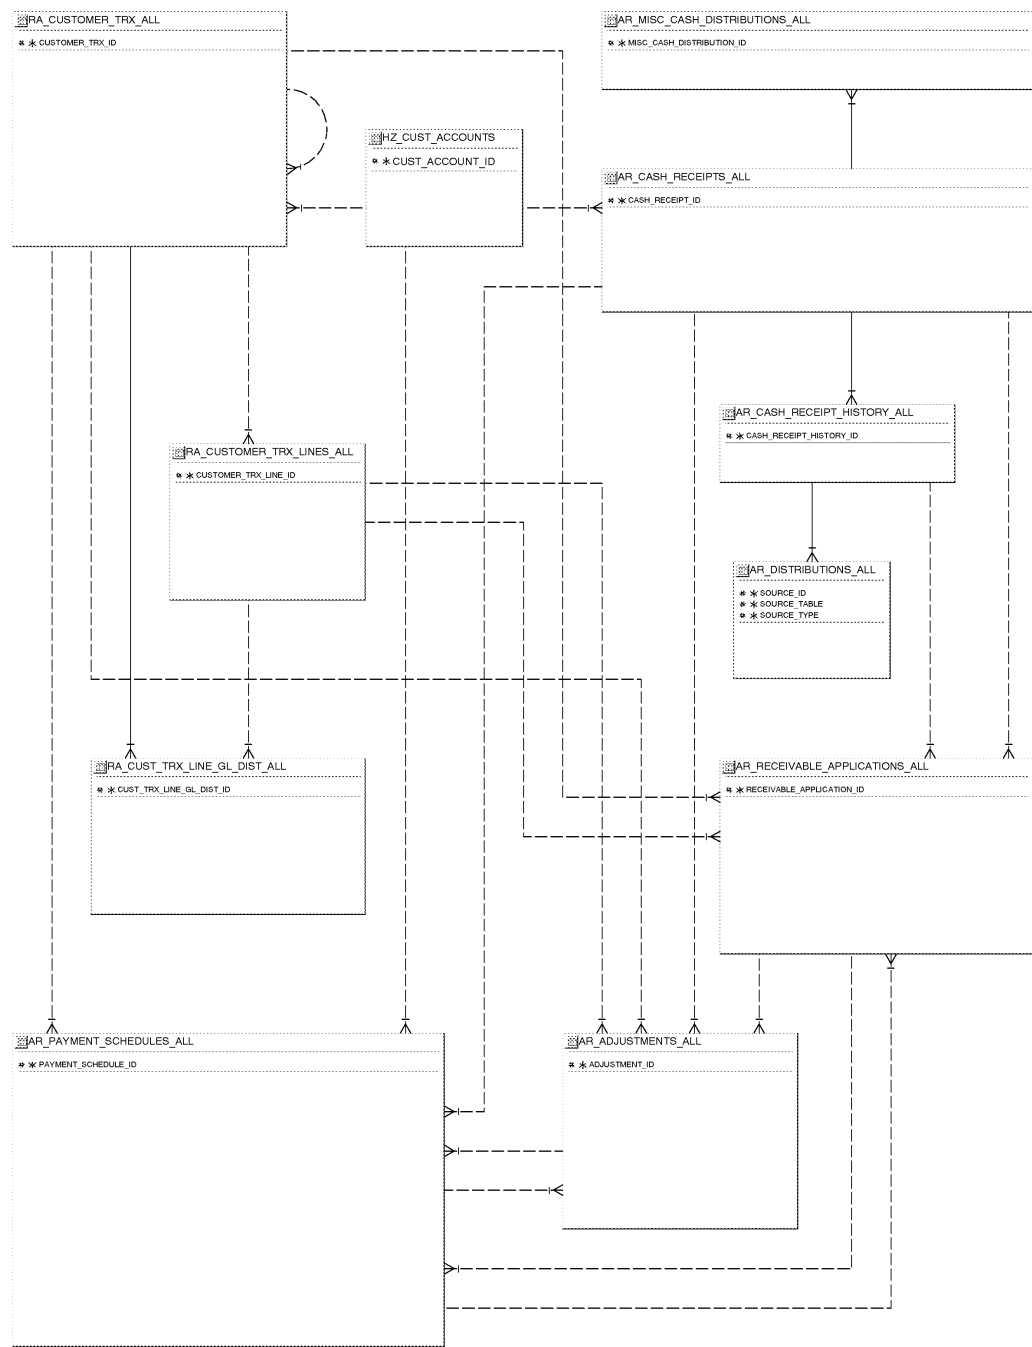 RA_CUSTOMER_TRX_ALL
# * CUSTOMER_TRX_ID
AR_MISC_CASH_DISTRIBUTIONS_ALL
# * MISC_CASH_DISTRIBUTION_ID
HZ_CUST_ACCOUNTS
# * CUST_ACCOUNT_ID
AR_CASH_RECEIPTS_ALL
# * CASH_RECEIPT_ID
AR_CASH_RECEIPT_HISTORY_ALL
# * CASH_RECEIPT_HISTORY_ID
RA_CUSTOMER_TRX_LINES_ALL
# * CUSTOMER_TRX_LINE_ID
AR_DISTRIBUTIONS_ALL
# * SOURCE_ID
# * SOURCE_TABLE
# * SOURCE_TYPE
RA_CUST_TRX_LINE_GL_DIST_ALL
# * CUST_TRX_LINE_GL_DIST_ID
AR_RECEIVABLE_APPLICATIONS_ALL
# * RECEIVABLE_APPLICATION_ID
AR_PAYMENT_SCHEDULES_ALL
# * PAYMENT_SCHEDULE_ID
AR_ADJUSTMENTS_ALL
# * ADJUSTMENT_ID